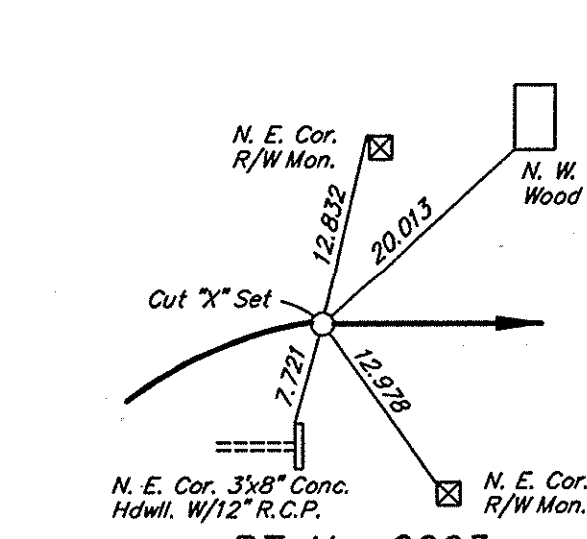 N. E. Cor.
R/W Mon.
N. W.
Wood
12.832
20.013
Cut "X" Set
7.721
12.978
N. E. Cor. 3'x8" Conc.
Hdwll. W/12" R.C.P.
N. E. Cor.
R/W Mon.